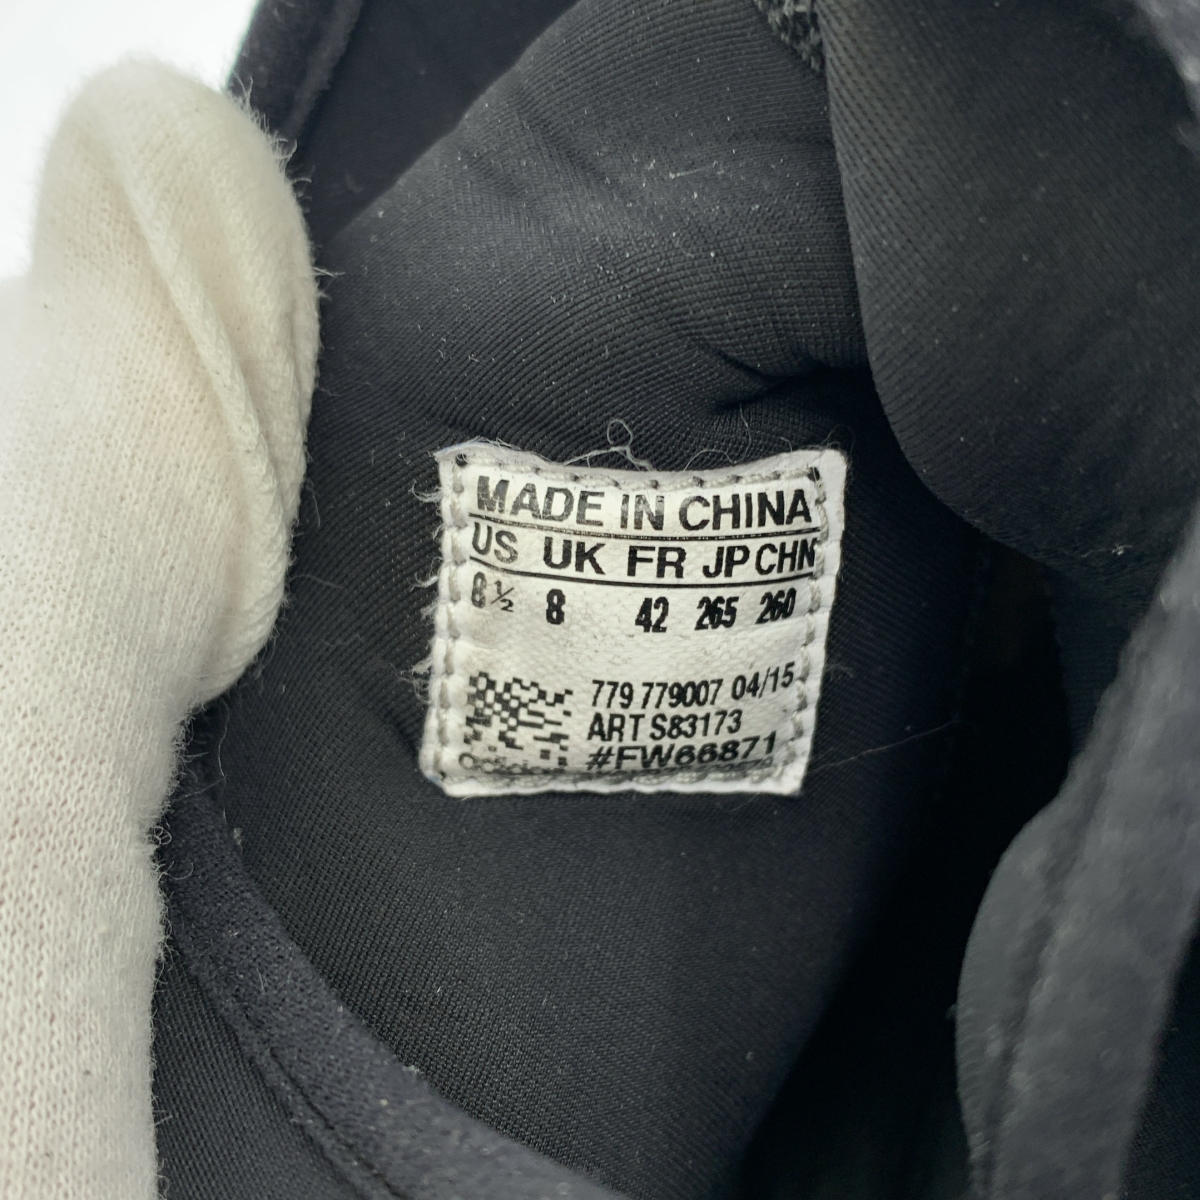 MADE IN CHINA
US UK FR JP CHN
8½ 8 42 265 260
779 779007 04/15
ART S83173
#FW66871
adidas